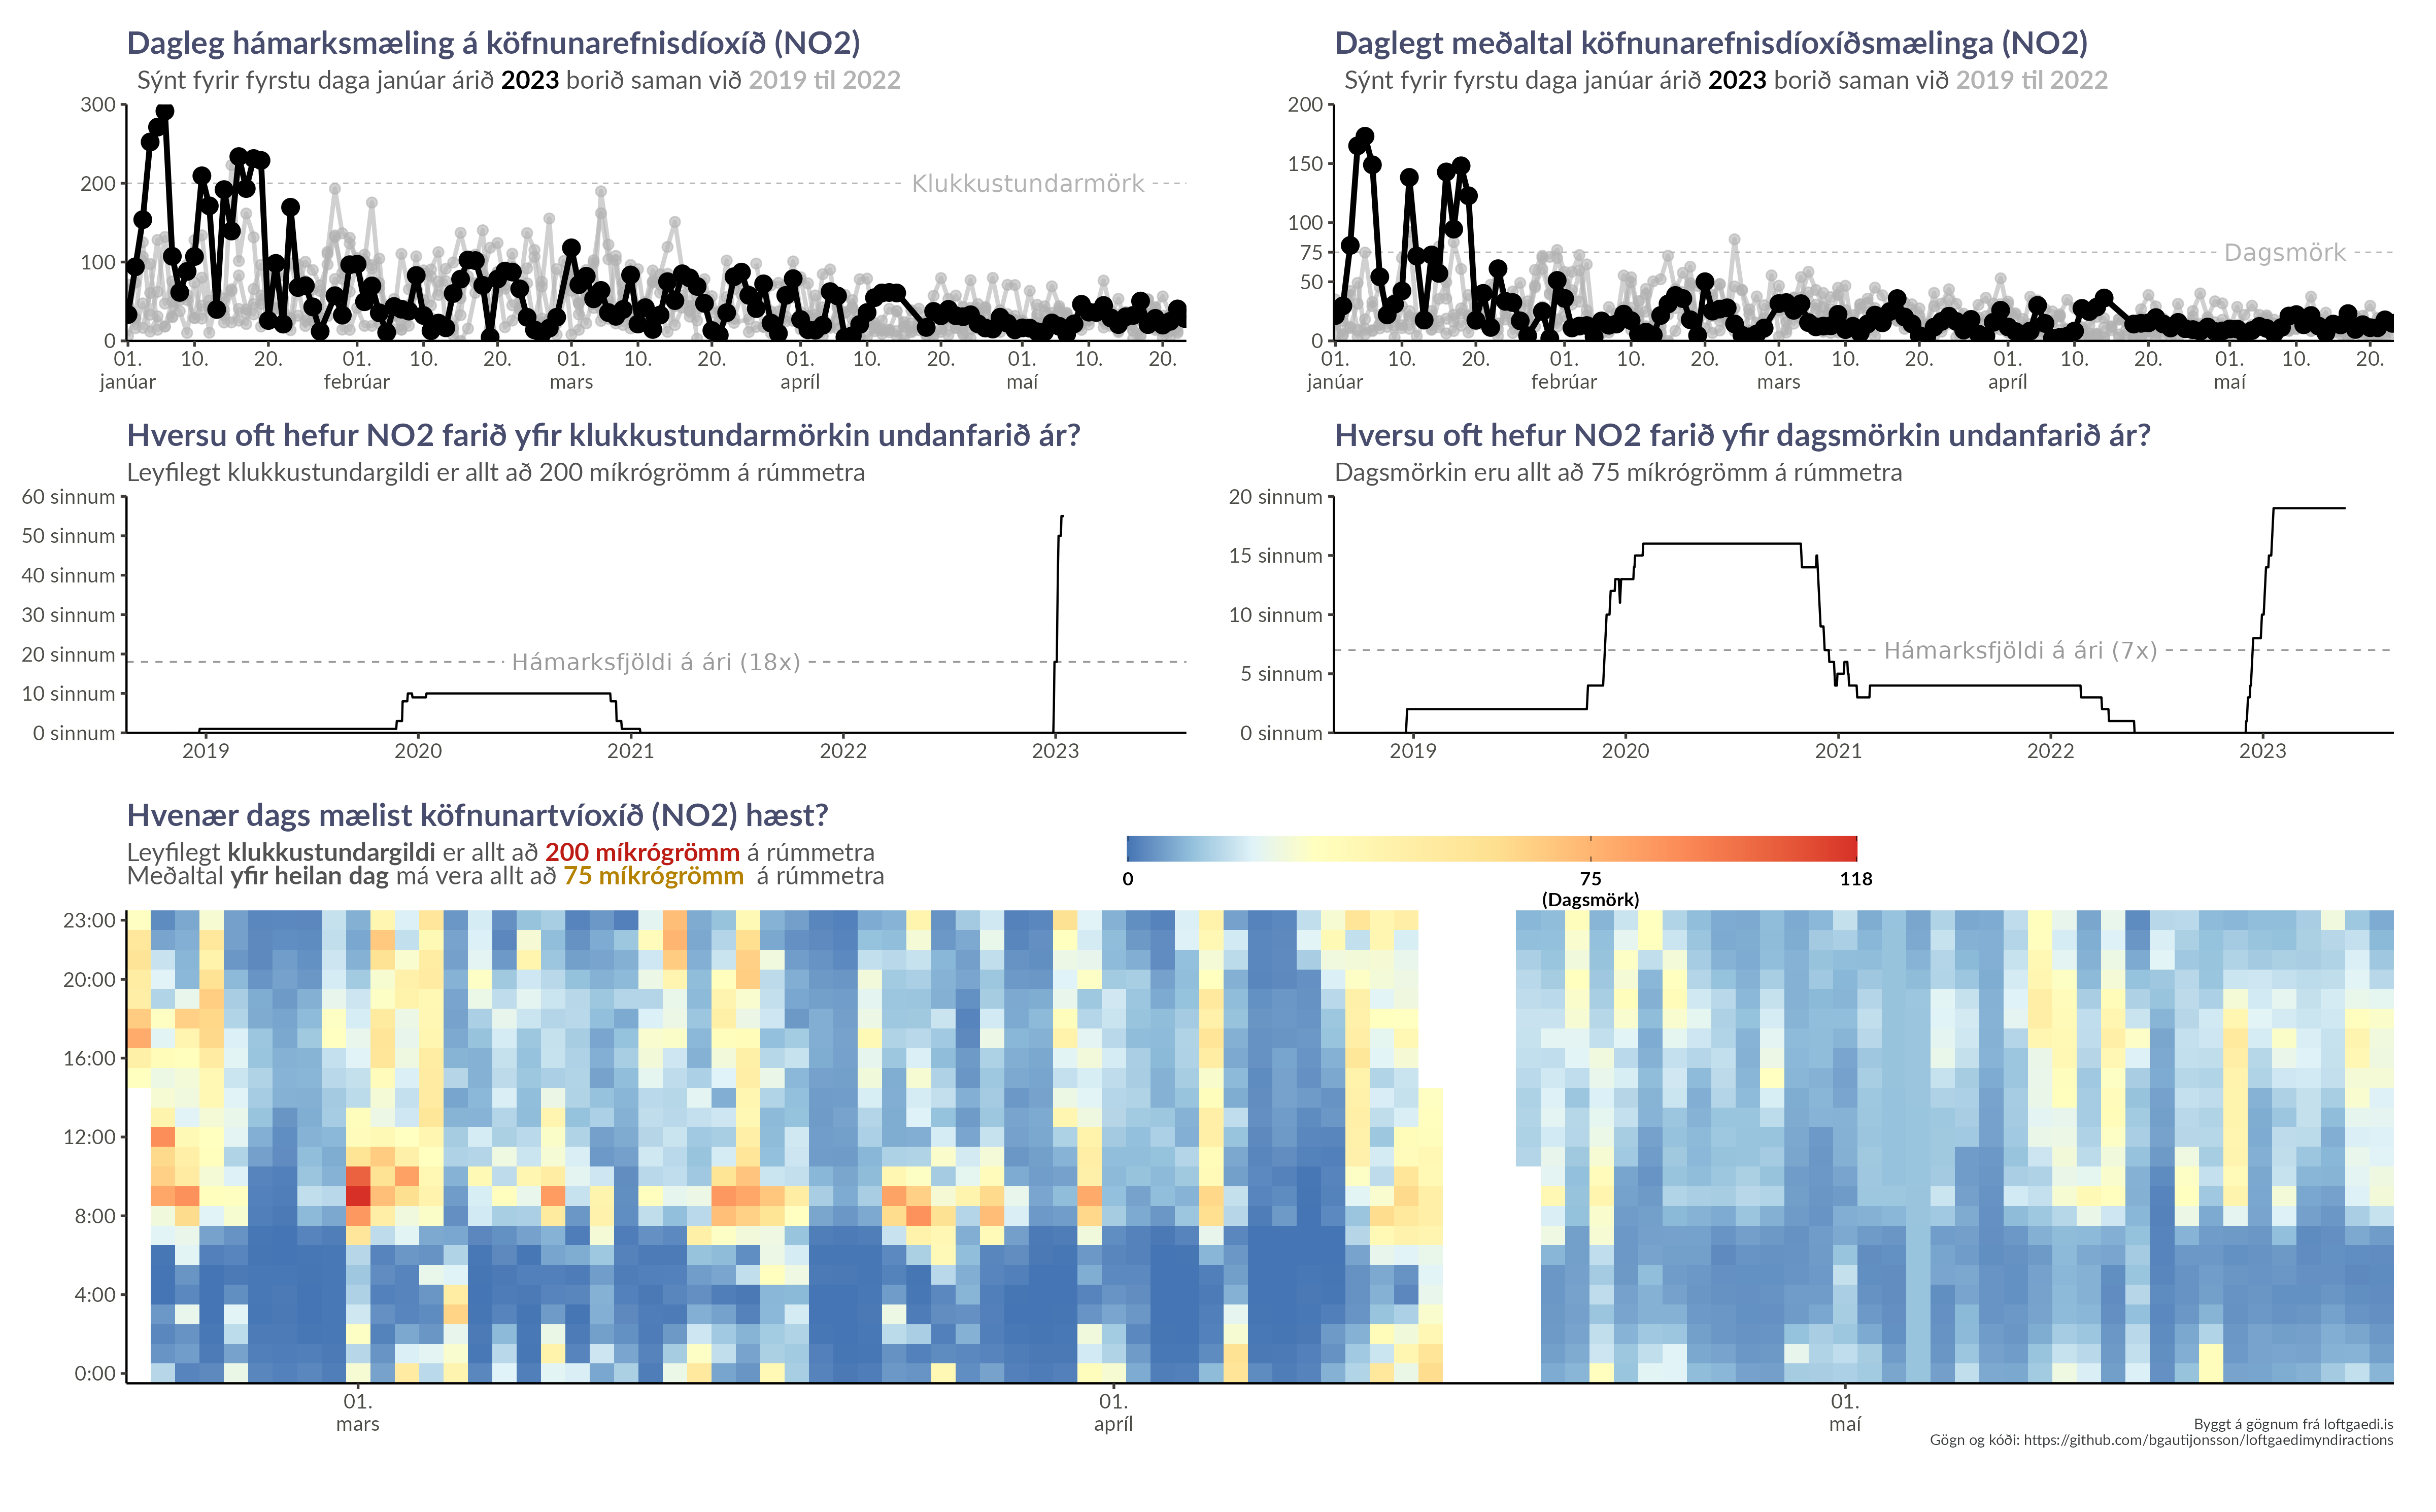 Dagleg hámarksmæling á köfnunarefnisdíoxíð (NO2)
Sýnt fyrir fyrstu daga janúar árið 2023 borið saman við 2019 til 2022
300
200
100
0
Klukkustundarmörk
01. 10. 20. 01. 10. 20. 01. 10. 20. 01. 10. 20. 01. 10. 20.
janúar febrúar mars apríl maí
Daglegt meðaltal köfnunarefnisdíoxíðsmælinga (NO2)
Sýnt fyrir fyrstu daga janúar árið 2023 borið saman við 2019 til 2022
200
150
100
75
50
0
Dagsmörk
01. 10. 20. 01. 10. 20. 01. 10. 20. 01. 10. 20. 01. 10. 20.
janúar febrúar mars apríl maí
Hversu oft hefur NO2 farið yfir klukkustundarmörkin undanfarið ár?
Leyfilegt klukkustundargildi er allt að 200 míkrógrömm á rúmmetra
60 sinnum
50 sinnum
40 sinnum
30 sinnum
20 sinnum
10 sinnum
0 sinnum
Hámarksfjöldi á ári (18x)
2019 2020 2021 2022 2023
Hversu oft hefur NO2 farið yfir dagsmörkin undanfarið ár?
Dagsmörkin eru allt að 75 míkrógrömm á rúmmetra
20 sinnum
15 sinnum
10 sinnum
5 sinnum
0 sinnum
Hámarksfjöldi á ári (7x)
2019 2020 2021 2022 2023
Hvenær dags mælist köfnunartvíoxíð (NO2) hæst?
Leyfilegt klukkustundargildi er allt að 200 míkrógrömm á rúmmetra
Meðaltal yfir heilan dag má vera allt að 75 míkrógrömm á rúmmetra
0 75 118
(Dagsmörk)
23:00
20:00
16:00
12:00
8:00
4:00
0:00
01. 01. 01.
mars apríl maí
Byggt á gögnum frá loftgaedi.is
Gögn og kóði: https://github.com/bgautijonsson/loftgaedimyndiractions